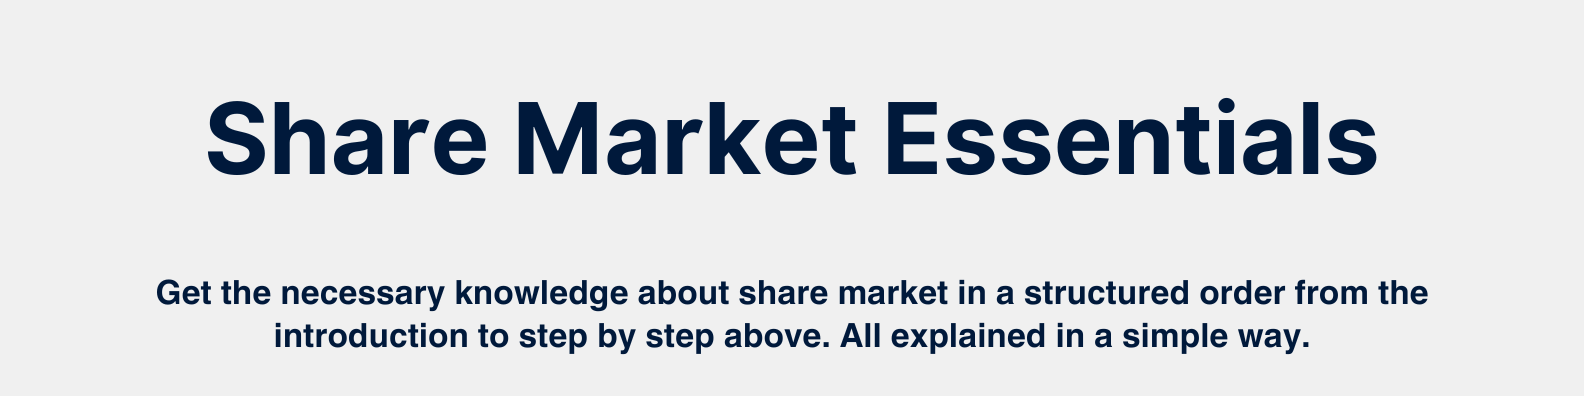 Share Market Essentials
Get the necessary knowledge about share market in a structured order from the
introduction to step by step above. All explained in a simple way.